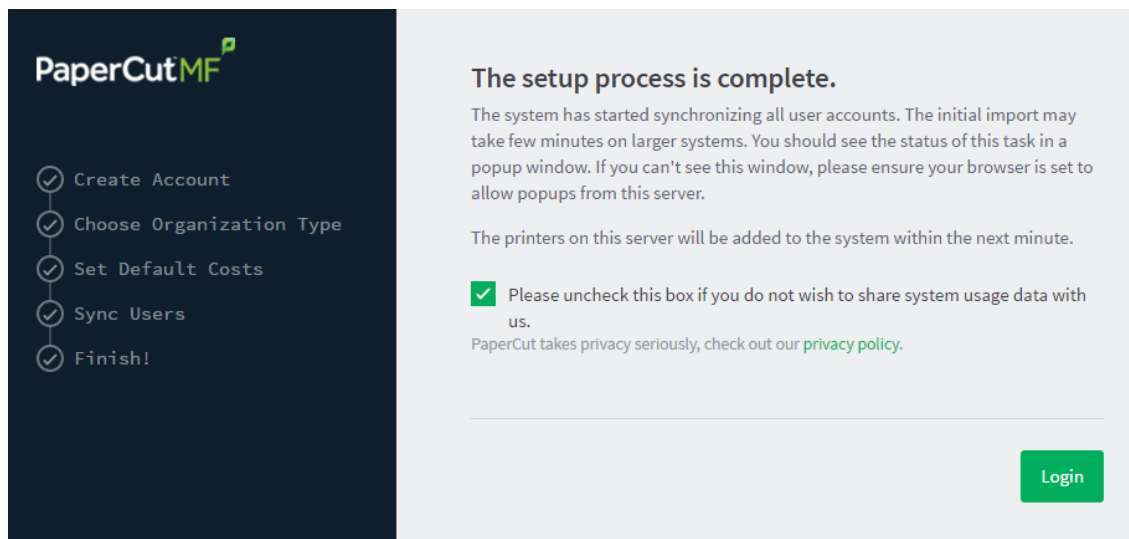 PaperCut MF
Create Account
Choose Organization Type
Set Default Costs
Sync Users
Finish!
The setup process is complete.
The system has started synchronizing all user accounts. The initial import may
take few minutes on larger systems. You should see the status of this task in a
popup window. If you can't see this window, please ensure your browser is set to
allow popups from this server.
The printers on this server will be added to the system within the next minute.
Please uncheck this box if you do not wish to share system usage data with
us.
PaperCut takes privacy seriously, check out our privacy policy.
Login